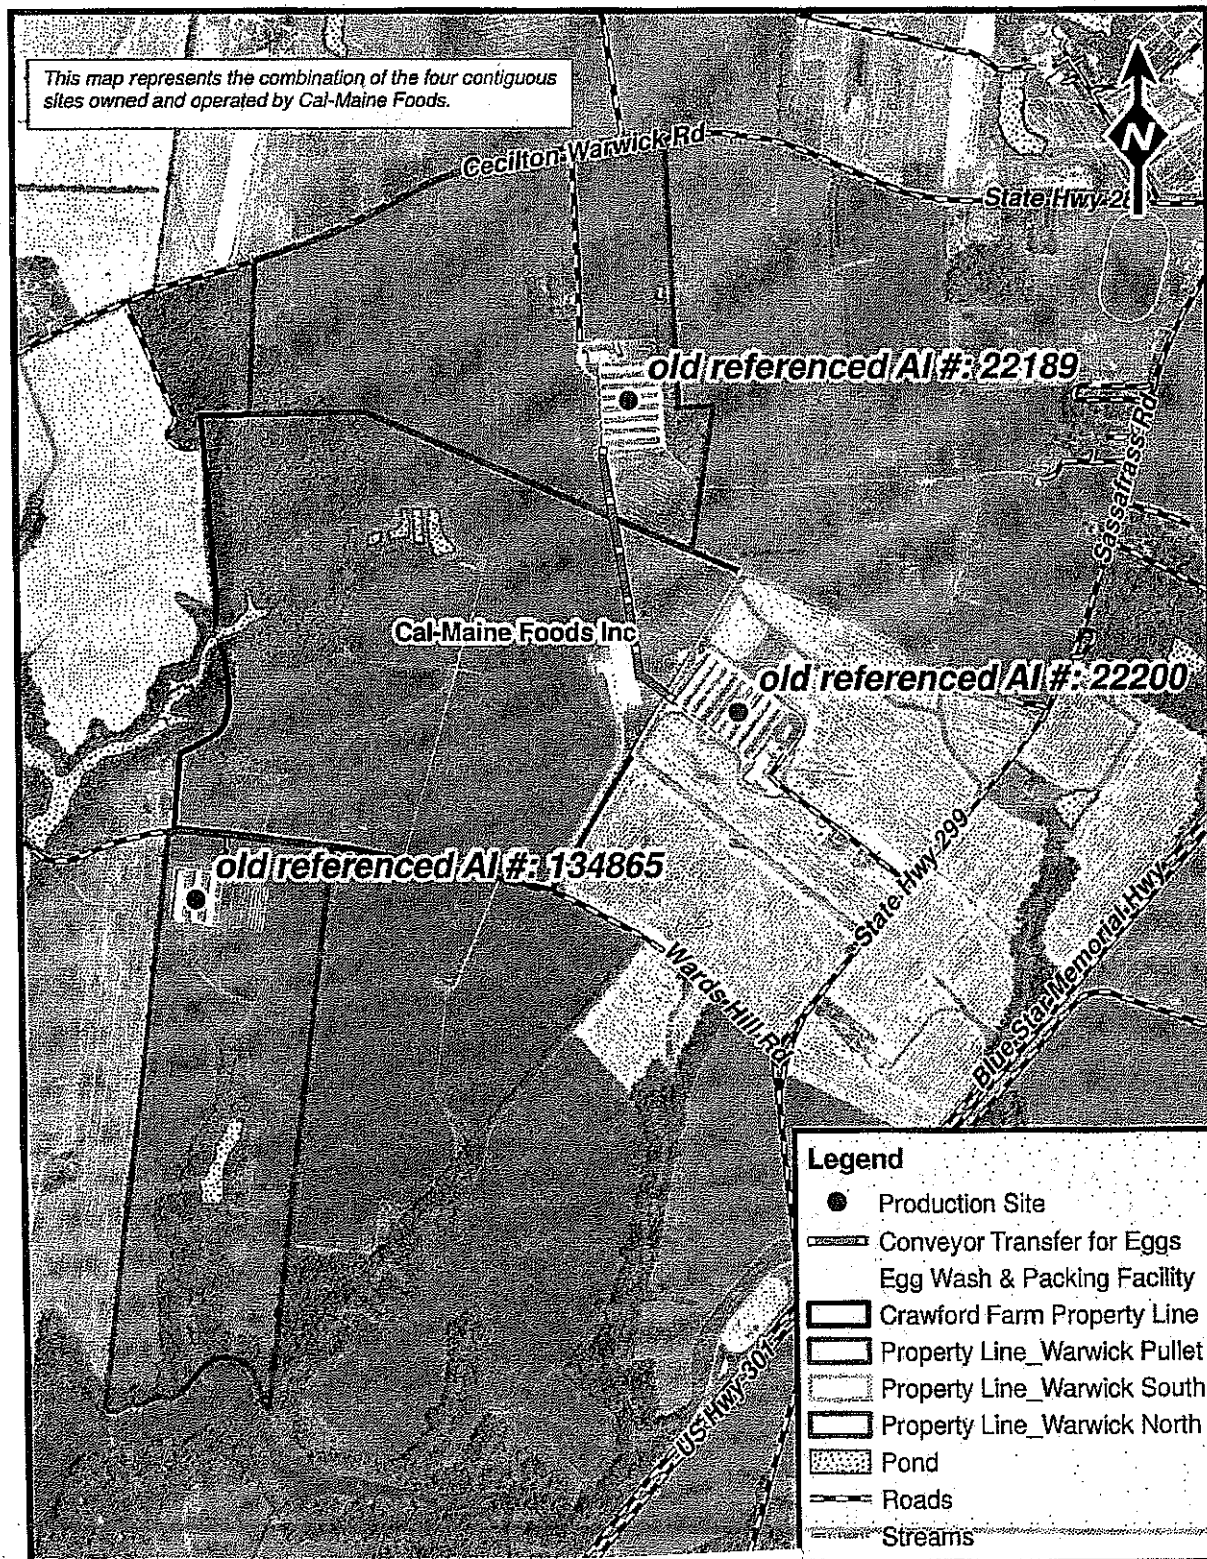 This map represents the combination of the four contiguous
sites owned and operated by Cal-Maine Foods.
N
Cecilton-Warwick Rd
State Hwy 28
old referenced AI #: 22189
Sassafrass Rd
Cal-Maine Foods Inc
old referenced AI #: 22200
old referenced AI #: 134865
State Hwy 299
Wards Hill Rd
Blue Star Memorial Hwy
US Hwy 301
Legend
Production Site
Conveyor Transfer for Eggs
Egg Wash & Packing Facility
Crawford Farm Property Line
Property Line_Warwick Pullet
Property Line_Warwick South
Property Line_Warwick North
Pond
Roads
Streams